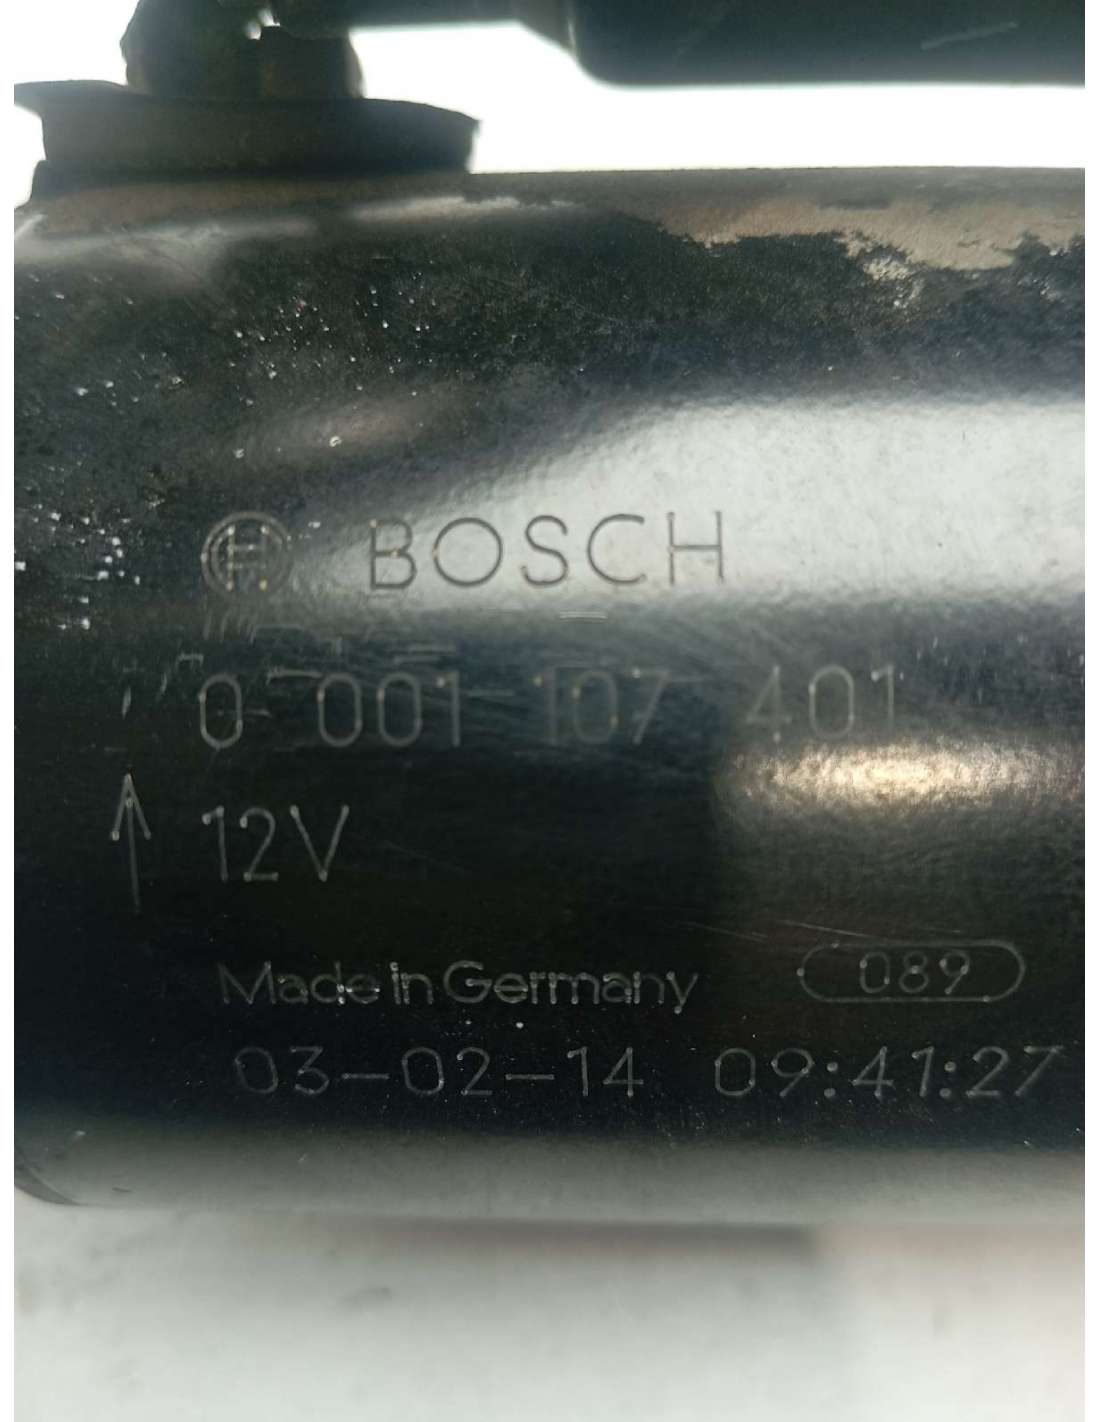 BOSCH
0 001 107 401
12V
Made in Germany 089
03-02-14 09:41:27